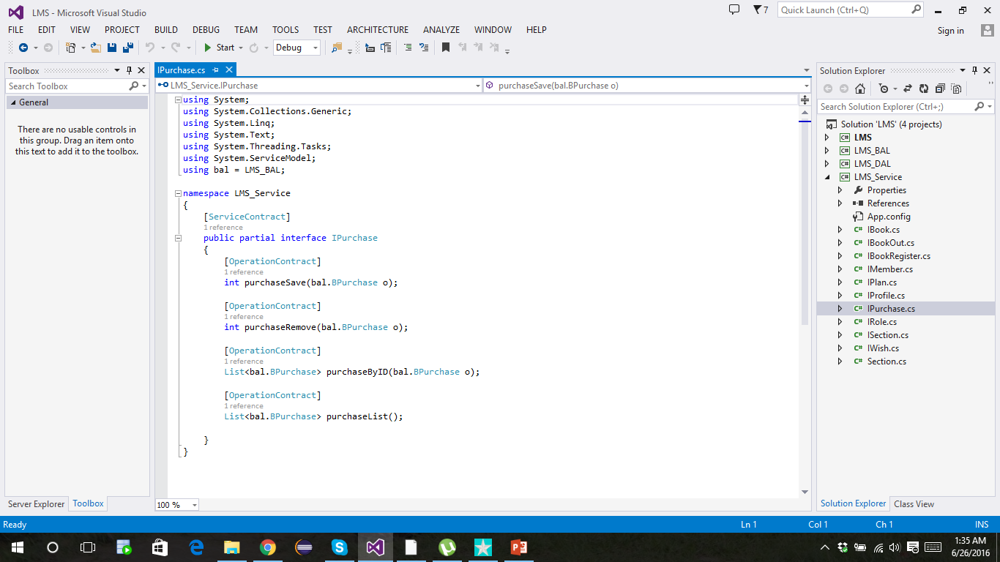 LMS - Microsoft Visual Studio
7
Quick Launch (Ctrl+Q)
FILE EDIT VIEW PROJECT BUILD DEBUG TEAM TOOLS TEST ARCHITECTURE ANALYZE WINDOW HELP
Sign in
Start
Debug
Toolbox
Search Toolbox
General
There are no usable controls in
this group. Drag an item onto
this text to add it to the toolbox.
Server Explorer
Toolbox
IPurchase.cs
LMS_Service.IPurchase
purchaseSave(bal.BPurchase o)
using System;
using System.Collections.Generic;
using System.Linq;
using System.Text;
using System.Threading.Tasks;
using System.ServiceModel;
using bal = LMS_BAL;
namespace LMS_Service
{
[ServiceContract]
1 reference
public partial interface IPurchase
{
[OperationContract]
1 reference
int purchaseSave(bal.BPurchase o);
[OperationContract]
1 reference
int purchaseRemove(bal.BPurchase o);
[OperationContract]
1 reference
List<bal.BPurchase> purchaseByID(bal.BPurchase o);
[OperationContract]
1 reference
List<bal.BPurchase> purchaseList();
}
}
100 %
Solution Explorer
Search Solution Explorer (Ctrl+;)
Solution 'LMS' (4 projects)
C# LMS
C# LMS_BAL
C# LMS_DAL
C# LMS_Service
Properties
References
App.config
C# IBook.cs
C# IBookOut.cs
C# IBookRegister.cs
C# IMember.cs
C# IPlan.cs
C# IProfile.cs
C# IPurchase.cs
C# IRole.cs
C# ISection.cs
C# IWish.cs
C# Section.cs
Solution Explorer
Class View
Ready
Ln 1
Col 1
Ch 1
INS
1:35 AM
6/26/2016